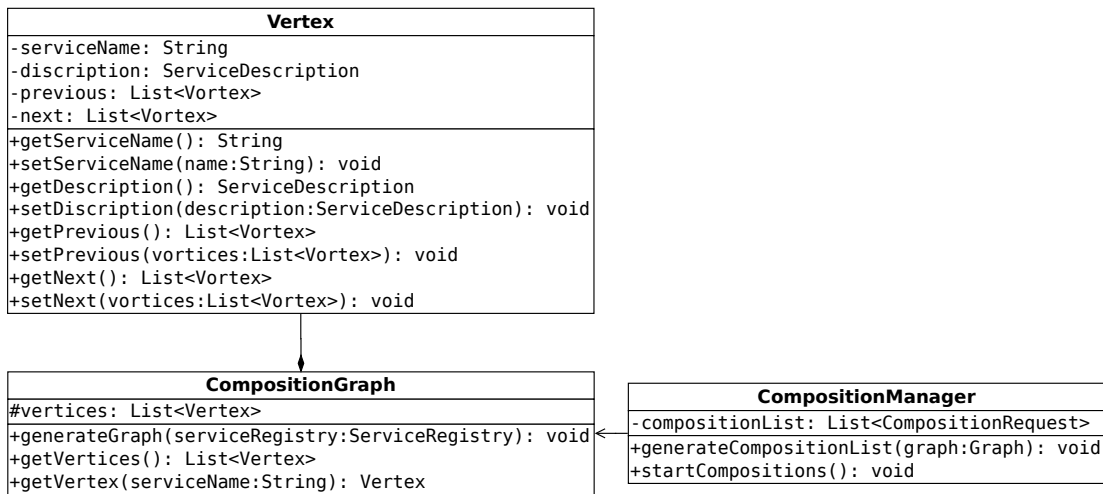 Vertex
-serviceName: String
-discription: ServiceDescription
-previous: List<Vortex>
-next: List<Vortex>
+getServiceName(): String
+setServiceName(name:String): void
+getDescription(): ServiceDescription
+setDiscription(description:ServiceDescription): void
+getPrevious(): List<Vortex>
+setPrevious(vortices:List<Vortex>): void
+getNext(): List<Vortex>
+setNext(vortices:List<Vortex>): void
CompositionGraph
#vertices: List<Vertex>
+generateGraph(serviceRegistry:ServiceRegistry): void
+getVertices(): List<Vertex>
+getVertex(serviceName:String): Vertex
CompositionManager
-compositionList: List<CompositionRequest>
+generateCompositionList(graph:Graph): void
+startCompositions(): void